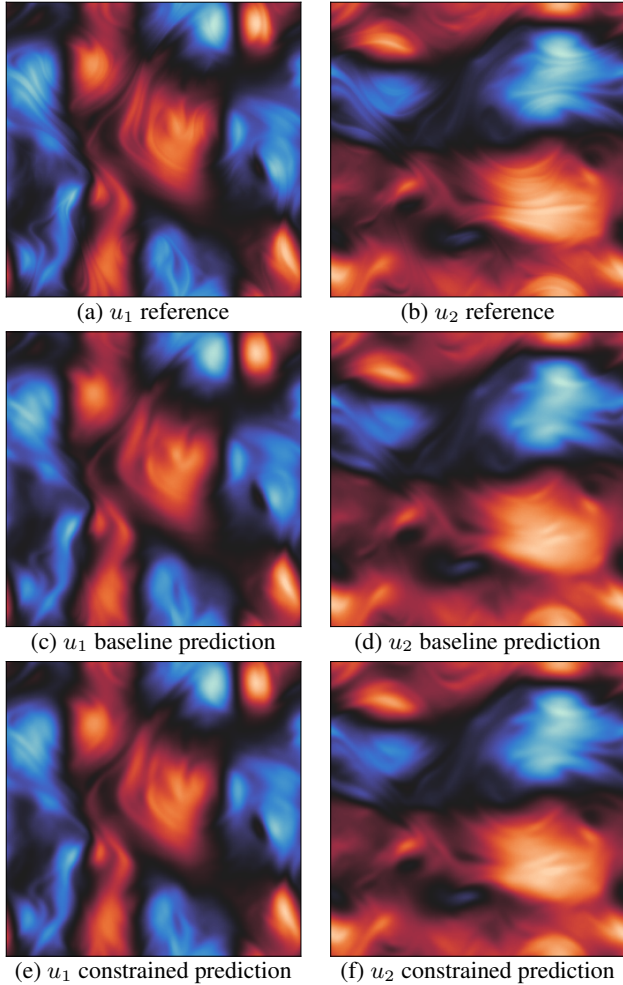 (a) u₁ reference
(b) u₂ reference
(c) u₁ baseline prediction
(d) u₂ baseline prediction
(e) u₁ constrained prediction
(f) u₂ constrained prediction